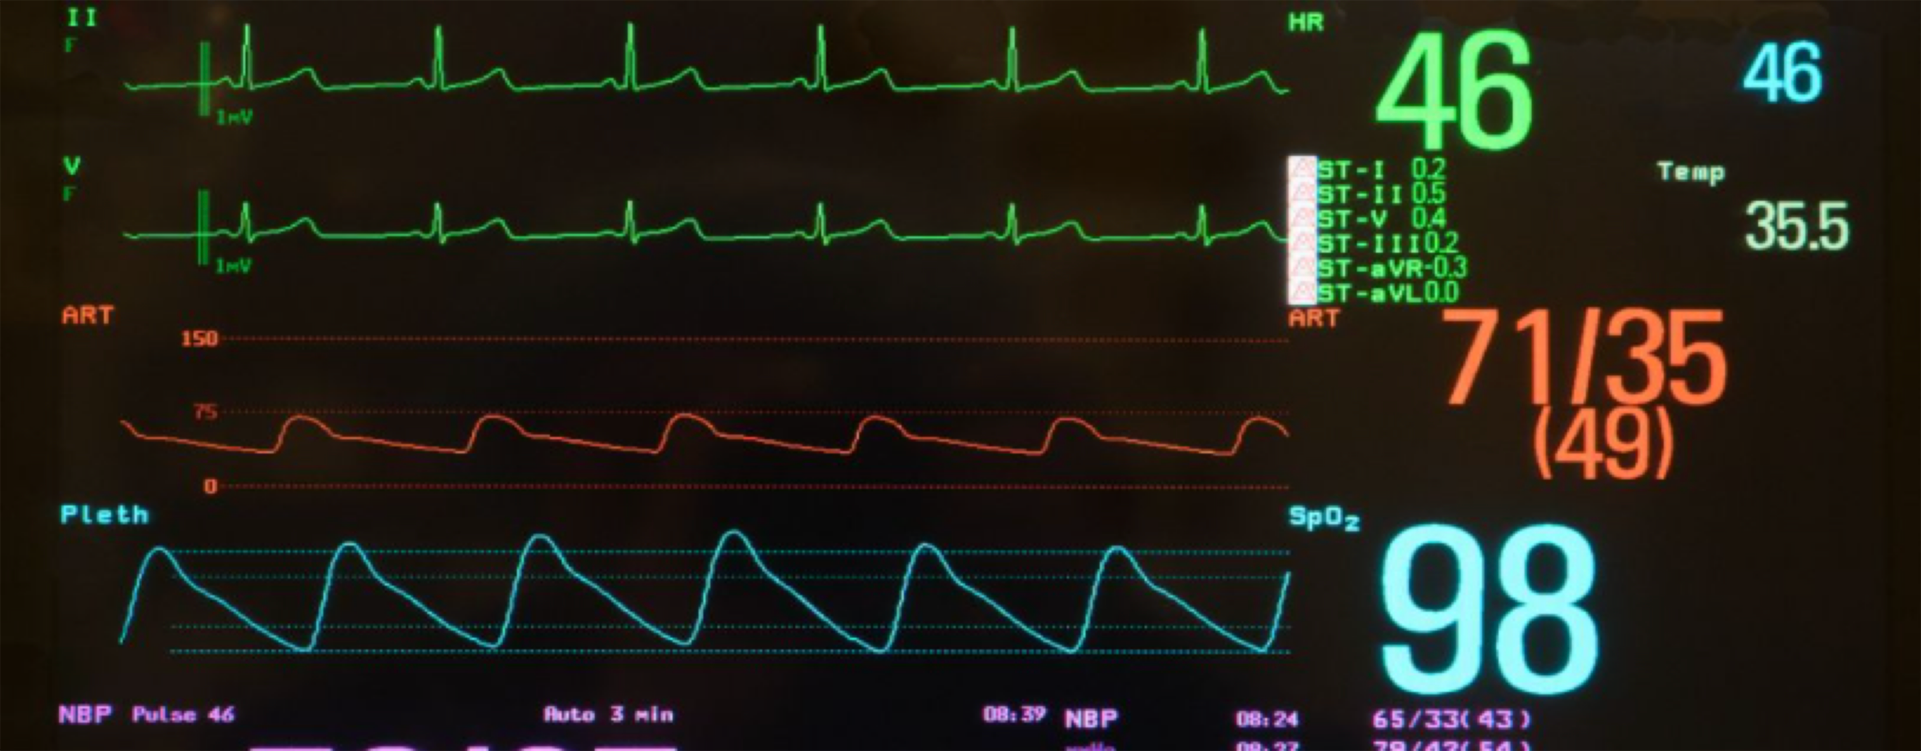 II
F
1mV
HR
46
46
V
F
1mV
ST-I 0.2
ST-II 0.5
ST-V 0.4
ST-III 0.2
ST-aVR -0.3
ST-aVL 0.0
Temp
35.5
ART
150
75
0
ART
71/35
(49)
Pleth
SpO2
98
NBP Pulse 46 Auto 3 min 08:39
NBP 08:24 65/33(43)